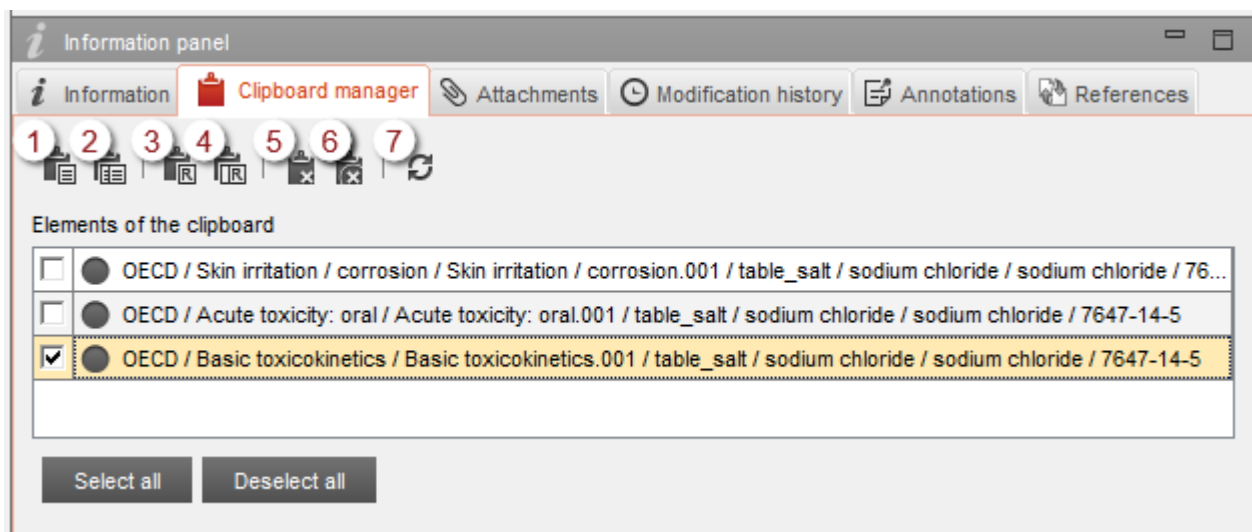 Information panel
Information Clipboard manager Attachments Modification history Annotations References
1 2 3 4 5 6 7
R R
Elements of the clipboard
OECD / Skin irritation / corrosion / Skin irritation / corrosion.001 / table_salt / sodium chloride / sodium chloride / 76...
OECD / Acute toxicity: oral / Acute toxicity: oral.001 / table_salt / sodium chloride / sodium chloride / 7647-14-5
OECD / Basic toxicokinetics / Basic toxicokinetics.001 / table_salt / sodium chloride / sodium chloride / 7647-14-5
Select all Deselect all